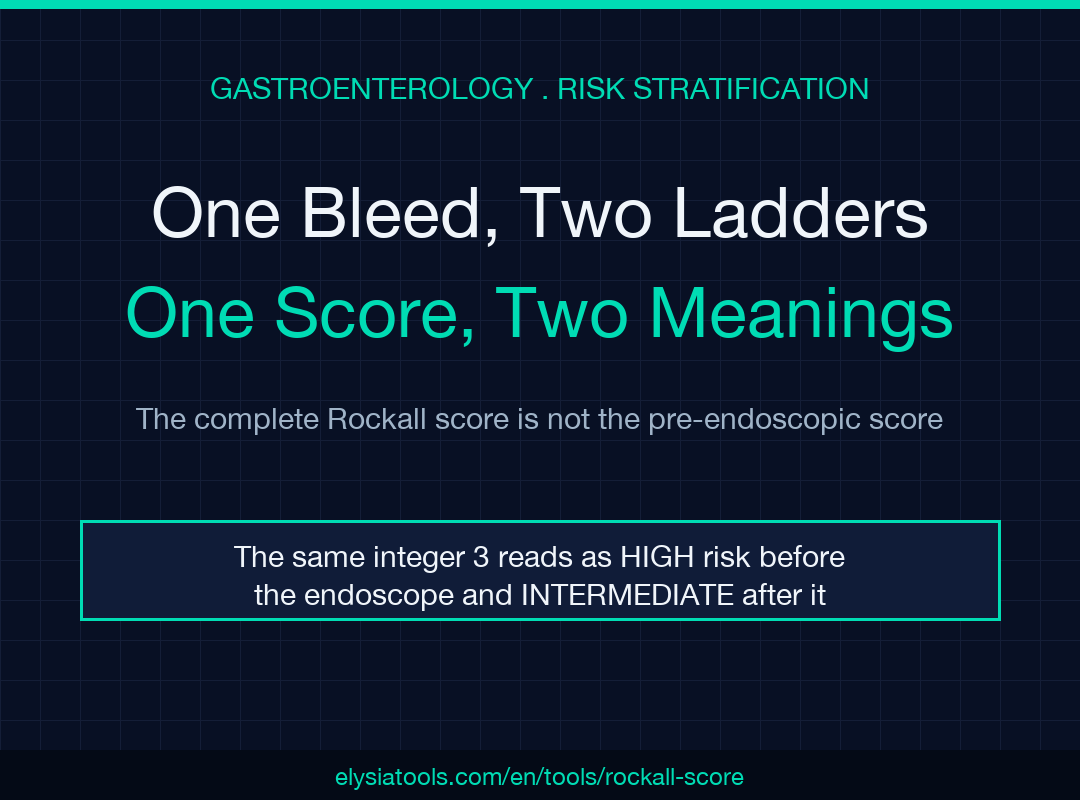 GASTROENTEROLOGY . RISK STRATIFICATION
One Bleed, Two Ladders
One Score, Two Meanings
The complete Rockall score is not the pre-endoscopic score
The same integer 3 reads as HIGH risk before
the endoscope and INTERMEDIATE after it
elysiatools.com/en/tools/rockall-score